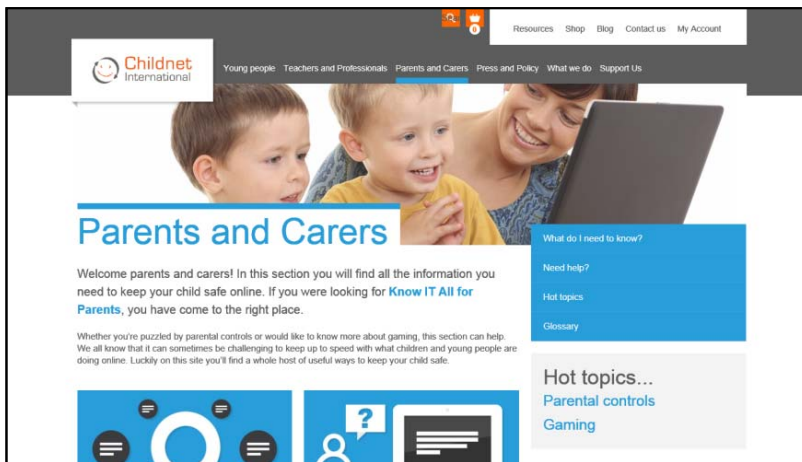 0
Resources Shop Blog Contact us My Account
Childnet
International
Young people Teachers and Professionals Parents and Carers Press and Policy What we do Support Us
Parents and Carers
Welcome parents and carers! In this section you will find all the information you
need to keep your child safe online. If you were looking for Know IT All for
Parents, you have come to the right place.
Whether you're puzzled by parental controls or would like to know more about gaming, this section can help.
We all know that it can sometimes be challenging to keep up to speed with what children and young people are
doing online. Luckily on this site you'll find a whole host of useful ways to keep your child safe.
What do I need to know?
Need help?
Hot topics
Glossary
Hot topics...
Parental controls
Gaming
?